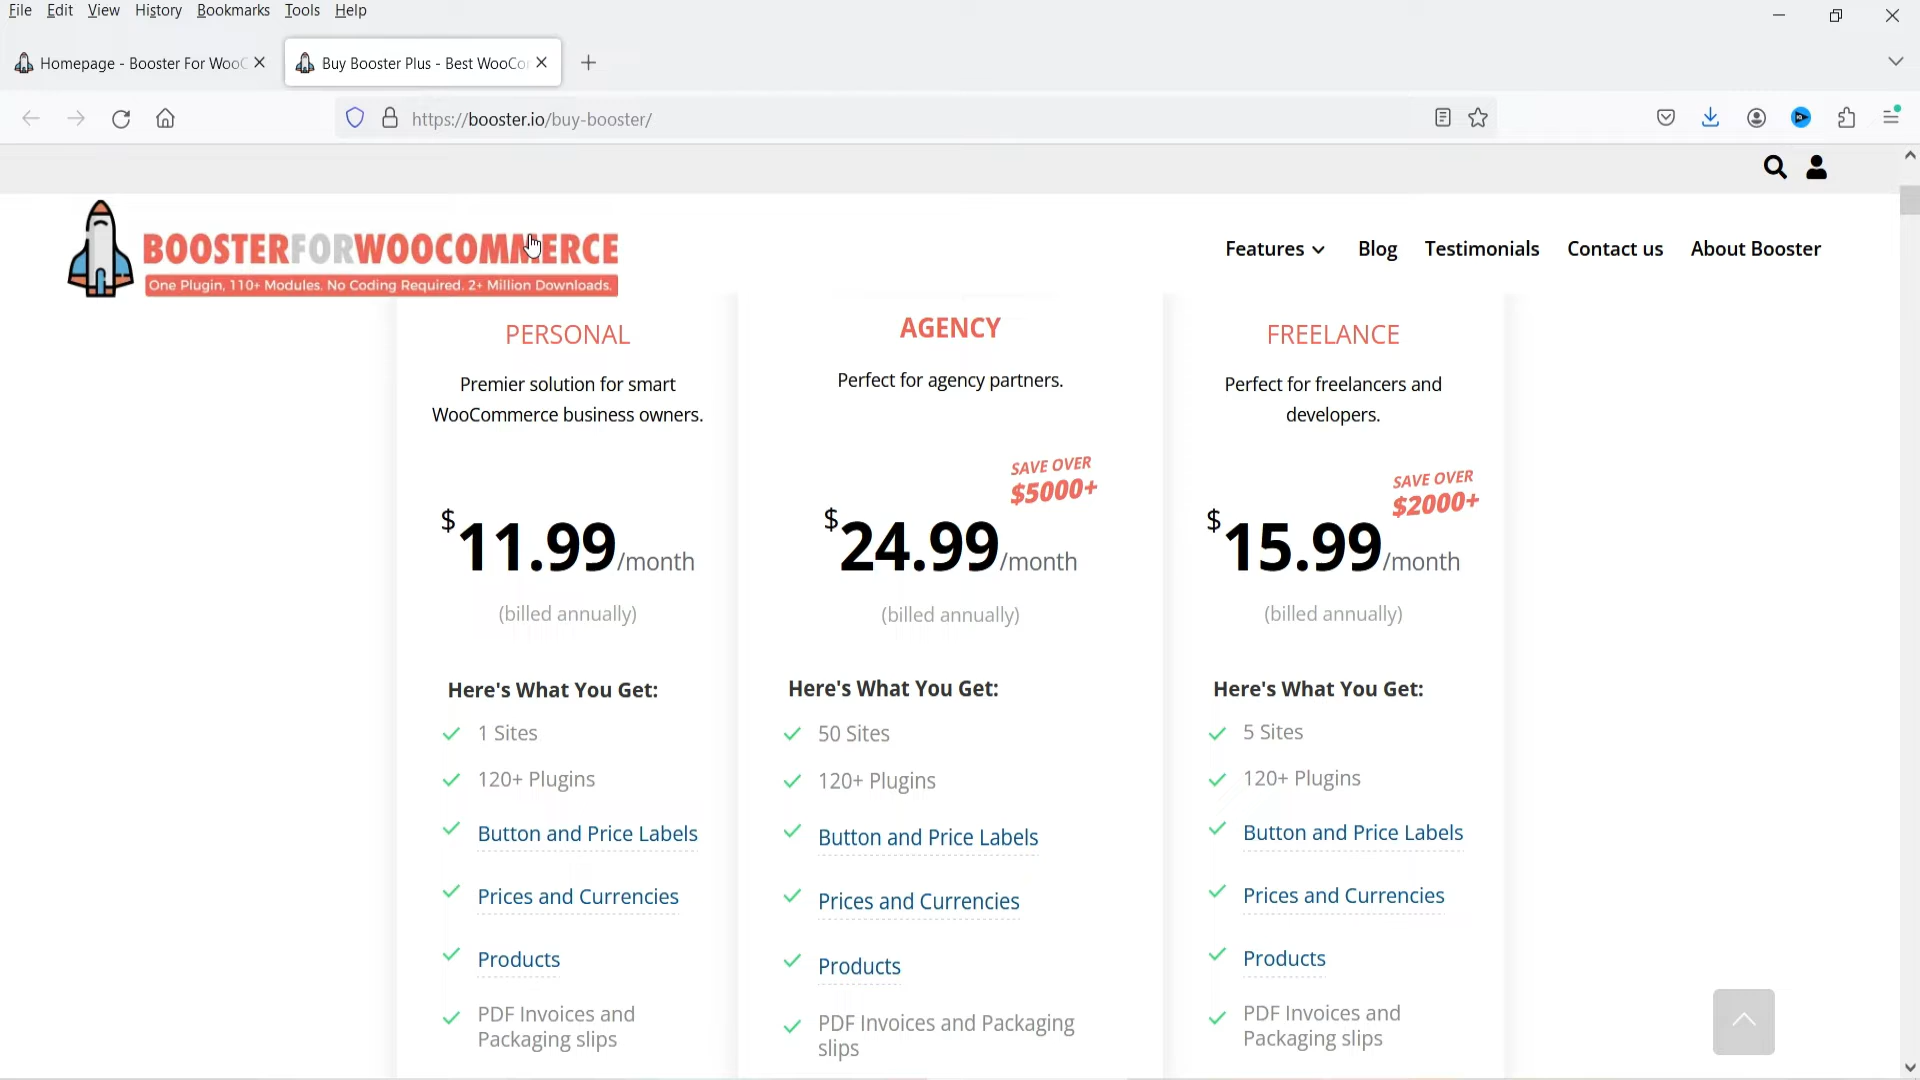 File Edit View History Bookmarks Tools Help
Homepage - Booster For WooC
Buy Booster Plus - Best WooCo
https://booster.io/buy-booster/
BOOSTERFORWOOCOMMERCE
One Plugin, 110+ Modules. No Coding Required. 2+ Million Downloads.
Features Blog Testimonials Contact us About Booster
PERSONAL
Premier solution for smart
WooCommerce business owners.
$11.99/month
(billed annually)
Here's What You Get:
1 Sites
120+ Plugins
Button and Price Labels
Prices and Currencies
Products
PDF Invoices and
Packaging slips
AGENCY
Perfect for agency partners.
SAVE OVER
$5000+
$24.99/month
(billed annually)
Here's What You Get:
50 Sites
120+ Plugins
Button and Price Labels
Prices and Currencies
Products
PDF Invoices and Packaging
slips
FREELANCE
Perfect for freelancers and
developers.
SAVE OVER
$2000+
$15.99/month
(billed annually)
Here's What You Get:
5 Sites
120+ Plugins
Button and Price Labels
Prices and Currencies
Products
PDF Invoices and
Packaging slips